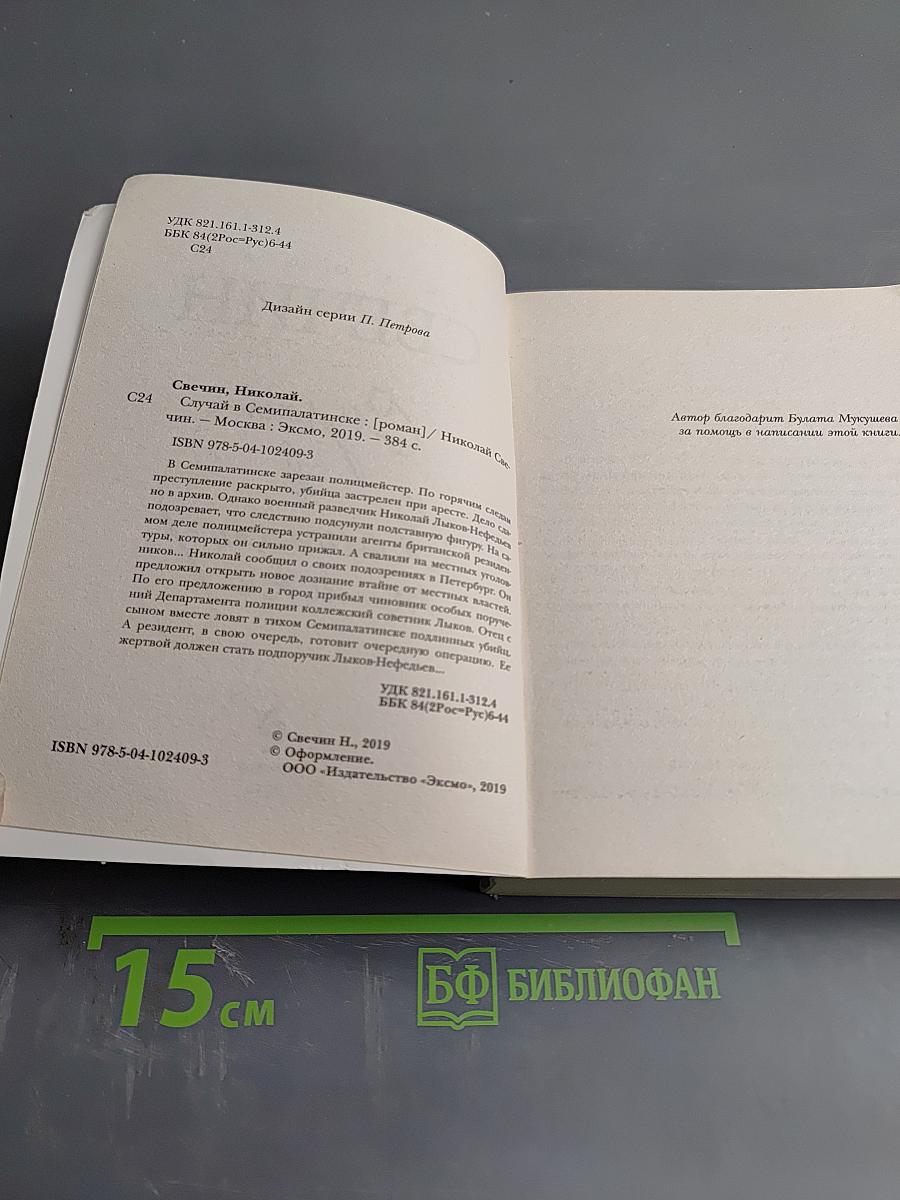 УДК 821.161.1-312.4
ББК 84(2Рос=Рус)6-44
С24
Дизайн серии П. Петрова
Свечин, Николай.
С24 Случай в Семипалатинске : [роман] / Николай Све-
чин. — Москва : Эксмо, 2019. — 384 с.
ISBN 978-5-04-102409-3
В Семипалатинске зарезан полицмейстер. По горячим следам
преступление раскрыто, убийца застрелен при аресте. Дело сда-
но в архив. Однако военный разведчик Николай Лыков-Нефедьев
подозревает, что следствию подсунули подставную фигуру. На са-
мом деле полицмейстера устранили агенты британской резиден-
туры, которых он сильно прижал. А свалили на местных уголов-
ников... Николай сообщил о своих подозрениях в Петербург. Он
предложил открыть новое дознание втайне от местных властей.
По его предложению в город прибыл чиновник особых поруче-
ний Департамента полиции коллежский советник Лыков. Отец с
сыном вместе ловят в тихом Семипалатинске подлинных убийц.
А резидент, в свою очередь, готовит очередную операцию. Ее
жертвой должен стать подпоручик Лыков-Нефедьев...
УДК 821.161.1-312.4
ББК 84(2Рос=Рус)6-44
© Свечин Н., 2019
© Оформление.
ООО «Издательство «Эксмо», 2019
ISBN 978-5-04-102409-3
Автор благодарит Булата Мукушева
за помощь в написании этой книги.
15 см
БФ БИБЛИОФАН